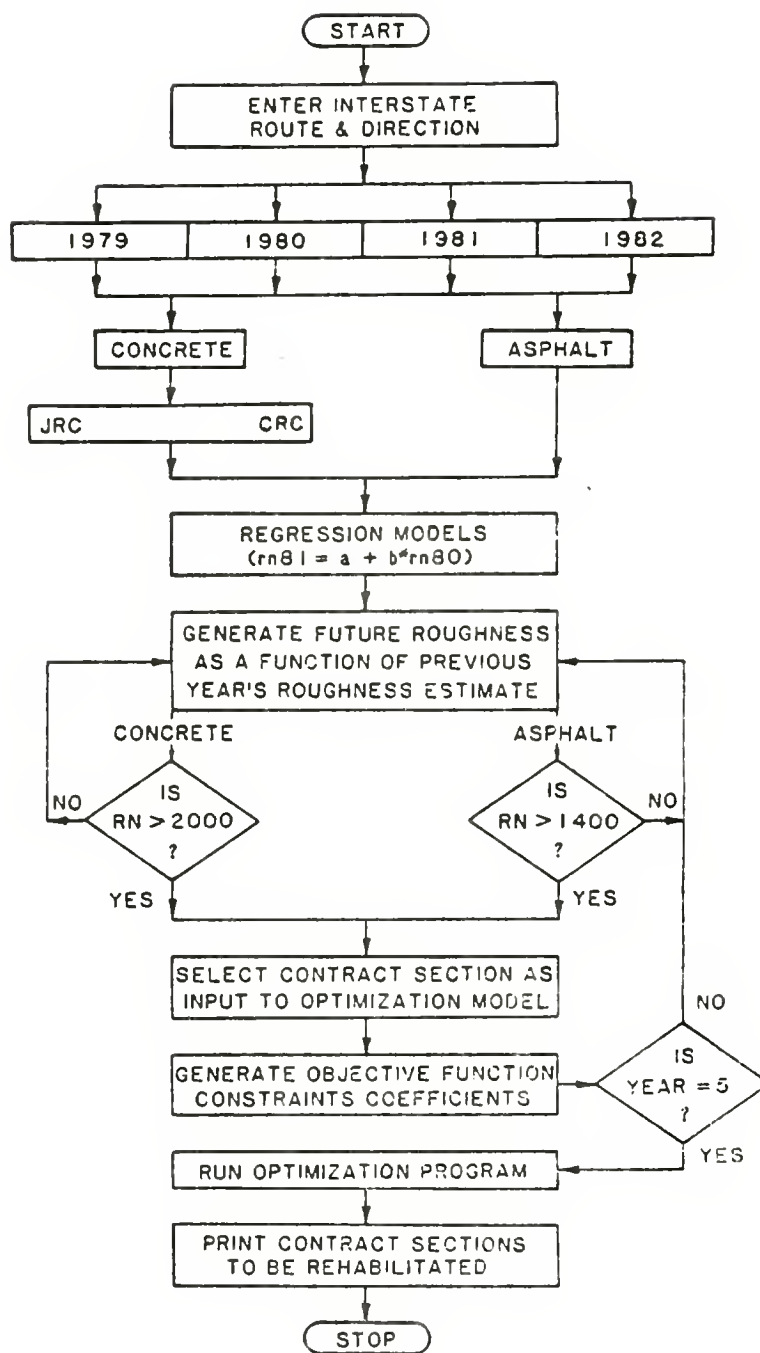 START
ENTER INTERSTATE
ROUTE & DIRECTION
1979 1980 1981 1982
CONCRETE ASPHALT
JRC CRC
REGRESSION MODELS
(rn81 = a + b*rn80)
GENERATE FUTURE ROUGHNESS
AS A FUNCTION OF PREVIOUS
YEAR'S ROUGHNESS ESTIMATE
CONCRETE ASPHALT
NO IS RN > 2000 ?
IS RN > 1400 ? NO
YES YES
SELECT CONTRACT SECTION AS
INPUT TO OPTIMIZATION MODEL
NO
GENERATE OBJECTIVE FUNCTION
CONSTRAINTS COEFFICIENTS
IS
YEAR = 5
?
YES
RUN OPTIMIZATION PROGRAM
PRINT CONTRACT SECTIONS
TO BE REHABILITATED
STOP